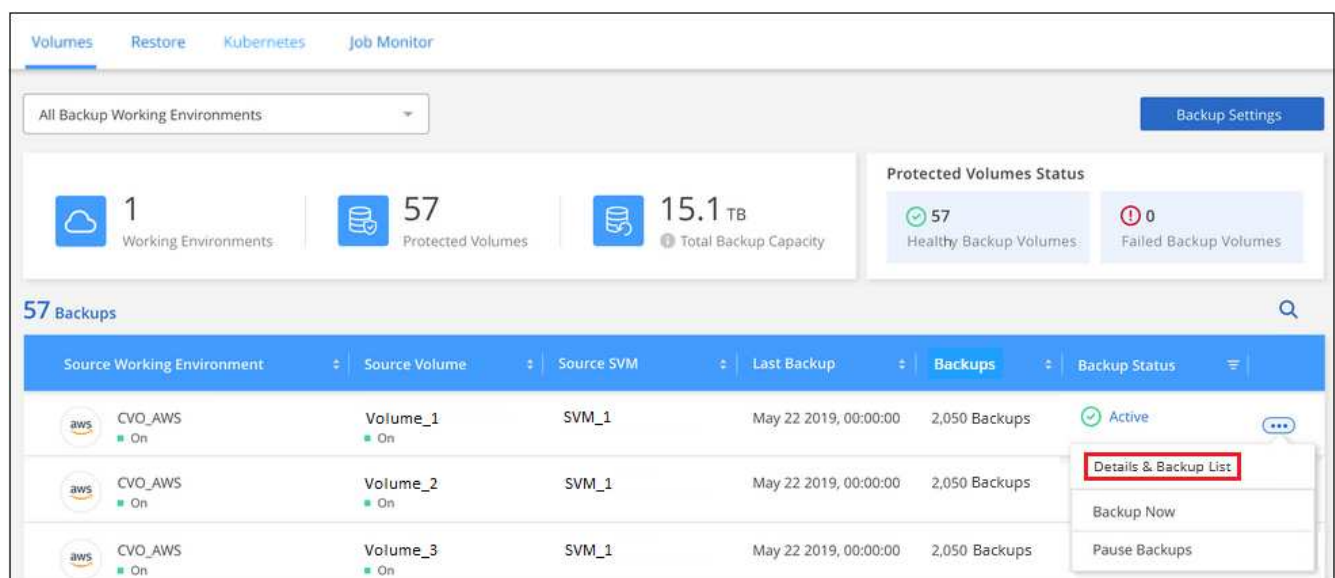 Volumes Restore Kubernetes Job Monitor
All Backup Working Environments
Backup Settings
1
Working Environments
57
Protected Volumes
15.1 TB
Total Backup Capacity
Protected Volumes Status
57
Healthy Backup Volumes
0
Failed Backup Volumes
57 Backups
Source Working Environment Source Volume Source SVM Last Backup Backups Backup Status
aws CVO_AWS Volume_1 SVM_1 May 22 2019, 00:00:00 2,050 Backups Active
On On
Details & Backup List
aws CVO_AWS Volume_2 SVM_1 May 22 2019, 00:00:00 2,050 Backups
On On
Backup Now
aws CVO_AWS Volume_3 SVM_1 May 22 2019, 00:00:00 2,050 Backups
On On
Pause Backups